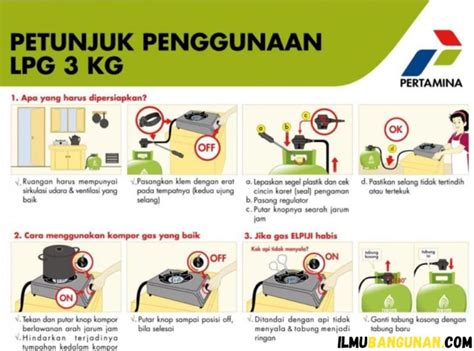 PETUNJUK PENGGUNAAN
LPG 3 KG
PERTAMINA
1. Apa yang harus dipersiapkan?
OFF
a
b
c
OK
√. Ruangan harus mempunyai
sirkulasi udara & ventilasi yang
baik
√. Pasangkan klem dengan erat
pada tempatnya (kedua ujung
selang)
a. Lepaskan segel plastik dan cek
cincin karet (seal) pengaman
b. Pasang regulator
c. Putar knopnya searah jarum
jam
d. Pastikan selang tidak tertindih
atau tertekuk
2. Cara menggunakan kompor gas yang baik
3. Jika gas ELPIJI habis
ON
OFF
Kok api tidak menyala?
ON
tabung
kosong
tabung
isi
√. Tekan dan putar knop kompor
berlawanan arah jarum jam
√. Hindarkan terjadinya
tumpahan kedalam kompor
√. Putar knop sampai posisi off,
bila selesai
√. Ditandai dengan api tidak
menyala & tabung menjadi
ringan
√. Ganti tabung kosong dengan
tabung baru
ILMUBANGUNAN.COM